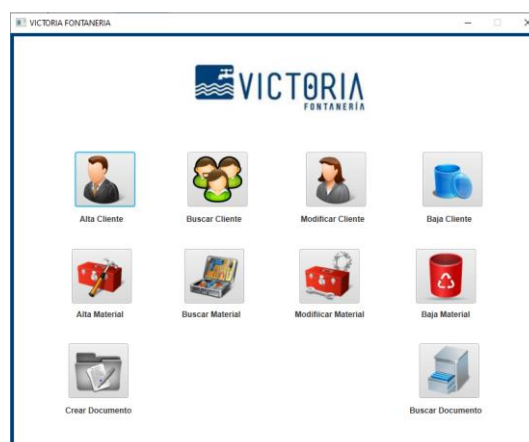 VICTORIA FONTANERIA
VICTORIA
FONTANERÍA
Alta Cliente
Buscar Cliente
Modificar Cliente
Baja Cliente
Alta Material
Buscar Material
Modificar Material
Baja Material
Crear Documento
Buscar Documento